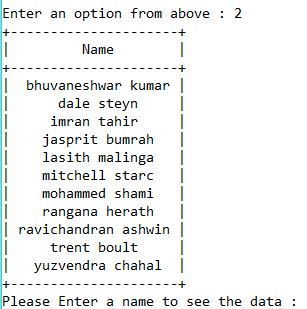 Enter an option from above : 2
+---------------------+
|         Name        |
+---------------------+
|  bhuvaneshwar kumar |
|      dale steyn     |
|     imran tahir     |
|    jasprit bumrah   |
|    lasith malinga   |
|    mitchell starc   |
|    mohammed shami   |
|    rangana herath   |
| ravichandran ashwin |
|     trent boult     |
|   yuzvendra chahal  |
+---------------------+
Please Enter a name to see the data :